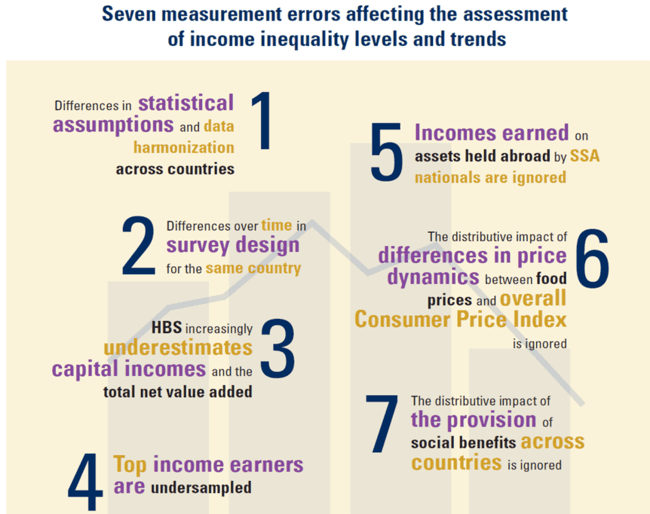 Seven measurement errors affecting the assessment
of income inequality levels and trends
1
Differences in statistical
assumptions and data
harmonization
across countries
2
Differences over time in
survey design
for the same country
3
HBS increasingly
underestimates
capital incomes and the
total net value added
4
Top income earners
are undersampled
5
Incomes earned on
assets held abroad by SSA
nationals are ignored
6
The distributive impact of
differences in price
dynamics between food
prices and overall
Consumer Price Index
is ignored
7
The distributive impact of
the provision of
social benefits across
countries is ignored